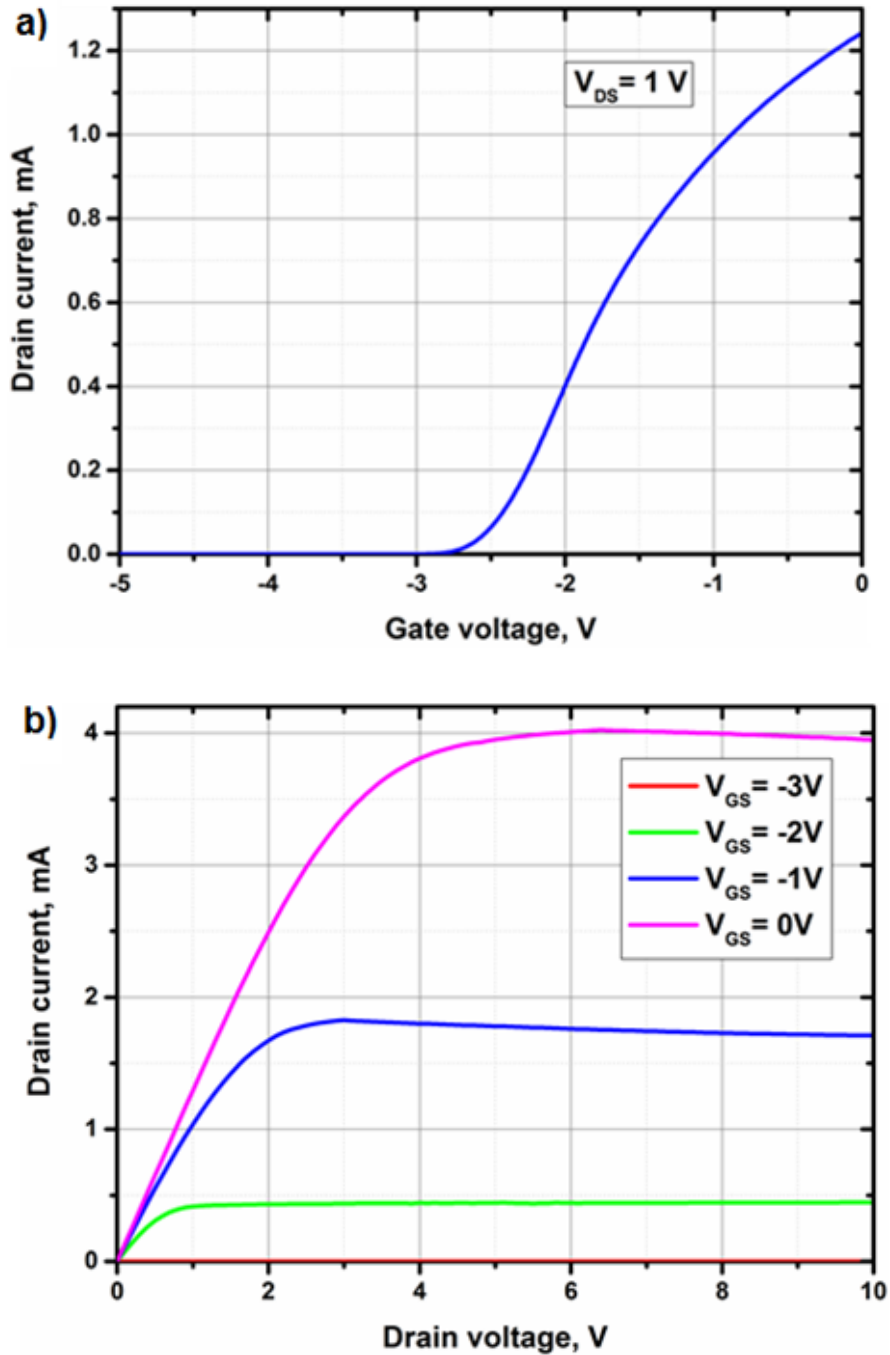 a)
1.2
1.0
0.8
0.6
0.4
0.2
0.0
Drain current, mA
V_DS= 1 V
-5 -4 -3 -2 -1 0
Gate voltage, V
b)
4
3
2
1
0
Drain current, mA
V_GS= -3V
V_GS= -2V
V_GS= -1V
V_GS= 0V
0 2 4 6 8 10
Drain voltage, V